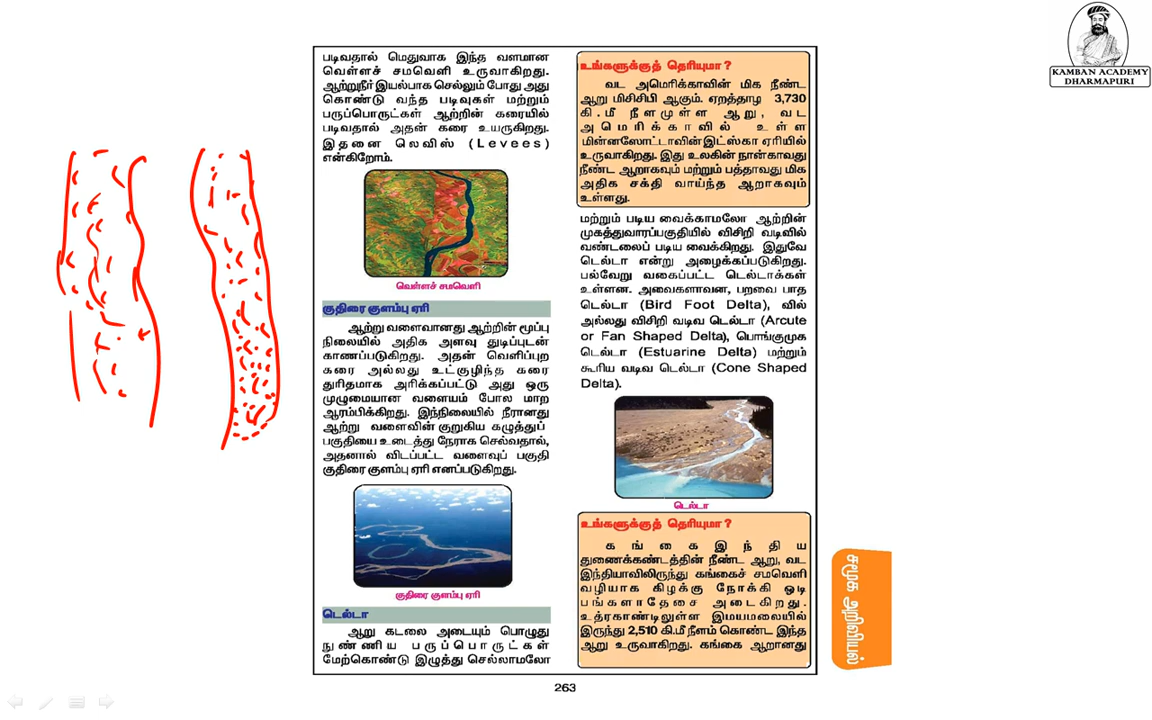 KAMBAN ACADEMY
DHARMAPURI
படிவதால் மெதுவாக இந்த வளமான
வெள்ளச் சமவெளி உருவாகிறது.
ஆற்றுநீர் இயல்பாக செல்லும் போது அது
கொண்டு வந்த படிவுகள் மற்றும்
பருப்பொருட்கள் ஆற்றின் கரையில்
படிவதால் அதன் கரை உயருகிறது.
இதனை லெவிஸ் (Levees)
என்கிறோம்.
வெள்ளச் சமவெளி
குதிரை குளம்பு ஏரி
ஆற்று வளைவானது ஆற்றின் மூப்பு
நிலையில் அதிக அளவு துடிப்புடன்
காணப்படுகிறது. அதன் வெளிப்புற
கரை அல்லது உட்குழிந்த கரை
துரிதமாக அரிக்கப்பட்டு அது ஒரு
முழுமையான வளையம் போல மாற
ஆரம்பிக்கிறது. இந்நிலையில் நீரானது
ஆற்று வளைவின் குறுகிய கழுத்துப்
பகுதியை உடைத்து நேராக செல்வதால்,
அதனால் விடப்பட்ட வளைவுப் பகுதி
குதிரை குளம்பு ஏரி எனப்படுகிறது.
குதிரை குளம்பு ஏரி
டெல்டா
ஆறு கடலை அடையும் பொழுது
நுண்ணிய பருப்பொருட்கள்
மேற்கொண்டு இழுத்து செல்லாமலோ
உங்களுக்குத் தெரியுமா?
வட அமெரிக்காவின் மிக நீண்ட
ஆறு மிசிசிபி ஆகும். ஏறத்தாழ 3,730
கி.மீ நீளமுள்ள ஆறு, வட
அமெரிக்காவில் உள்ள
மின்னஸோட்டாவின் இட்ஸ்கா ஏரியில்
உருவாகிறது. இது உலகின் நான்காவது
நீண்ட ஆறாகவும் மற்றும் பத்தாவது மிக
அதிக சக்தி வாய்ந்த ஆறாகவும்
உள்ளது.
மற்றும் படிய வைக்காமலோ ஆற்றின்
முகத்துவாரப்பகுதியில் விசிறி வடிவில்
வண்டலைப் படிய வைக்கிறது. இதுவே
டெல்டா என்று அழைக்கப்படுகிறது.
பல்வேறு வகைப்பட்ட டெல்டாக்கள்
உள்ளன. அவைகளாவன, பறவை பாத
டெல்டா (Bird Foot Delta), வில்
அல்லது விசிறி வடிவ டெல்டா (Arcute
or Fan Shaped Delta), பொங்குமுக
டெல்டா (Estuarine Delta) மற்றும்
கூரிய வடிவ டெல்டா (Cone Shaped
Delta).
டெல்டா
உங்களுக்குத் தெரியுமா?
கங்கை இந்திய
துணைக்கண்டத்தின் நீண்ட ஆறு, வட
இந்தியாவிலிருந்து கங்கைச் சமவெளி
வழியாக கிழக்கு நோக்கி ஓடி
பங்களாதேசை அடைகிறது.
உத்ரகாண்டிலுள்ள இமயமலையில்
இருந்து 2,510 கி.மீ நீளம் கொண்ட இந்த
ஆறு உருவாகிறது. கங்கை ஆறானது
சமூக அறிவியல்
263